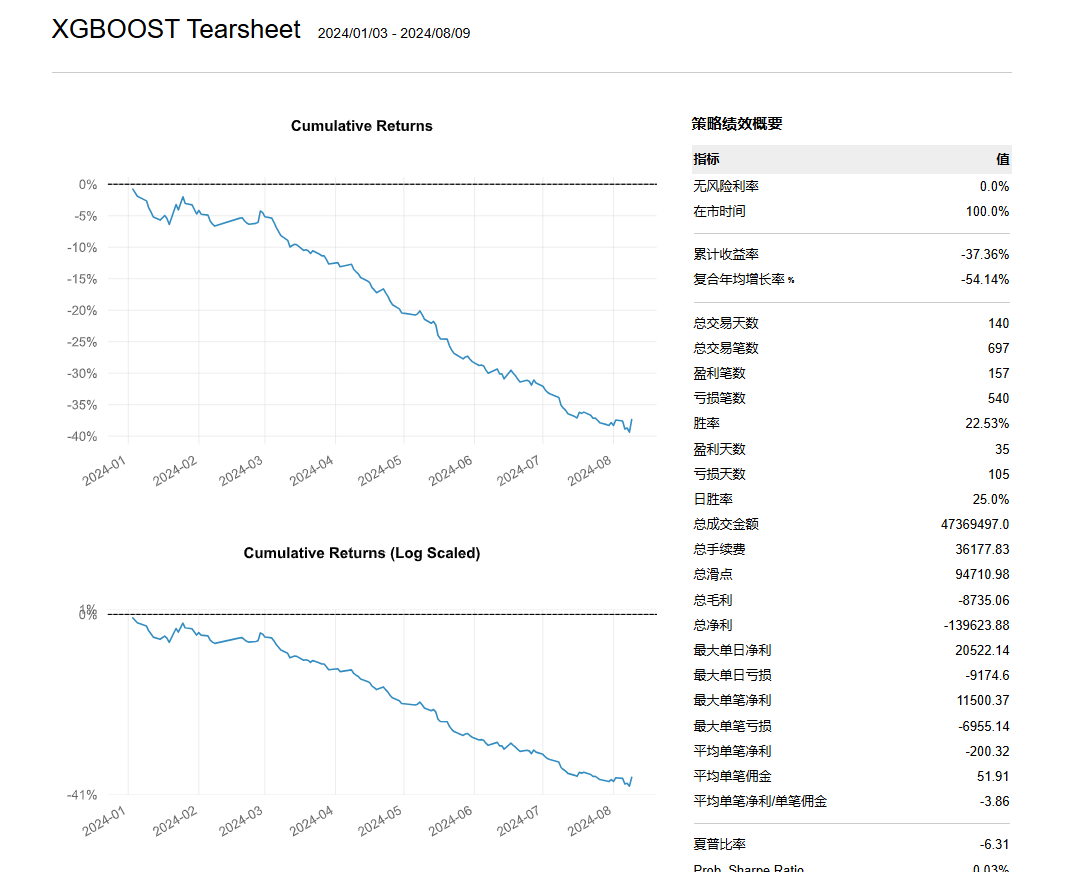 XGBOOST Tearsheet 2024/01/03 - 2024/08/09
Cumulative Returns
0%
-5%
-10%
-15%
-20%
-25%
-30%
-35%
-40%
2024-01 2024-02 2024-03 2024-04 2024-05 2024-06 2024-07 2024-08
Cumulative Returns (Log Scaled)
1%
0%
-41%
2024-01 2024-02 2024-03 2024-04 2024-05 2024-06 2024-07 2024-08
策略绩效概要
指标 值
无风险利率 0.0%
在市时间 100.0%
累计收益率 -37.36%
复合年均增长率 % -54.14%
总交易天数 140
总交易笔数 697
盈利笔数 157
亏损笔数 540
胜率 22.53%
盈利天数 35
亏损天数 105
日胜率 25.0%
总成交金额 47369497.0
总手续费 36177.83
总滑点 94710.98
总毛利 -8735.06
总净利 -139623.88
最大单日净利 20522.14
最大单日亏损 -9174.6
最大单笔净利 11500.37
最大单笔亏损 -6955.14
平均单笔净利 -200.32
平均单笔佣金 51.91
平均单笔净利/单笔佣金 -3.86
夏普比率 -6.31
Prob. Sharpe Ratio 0.03%